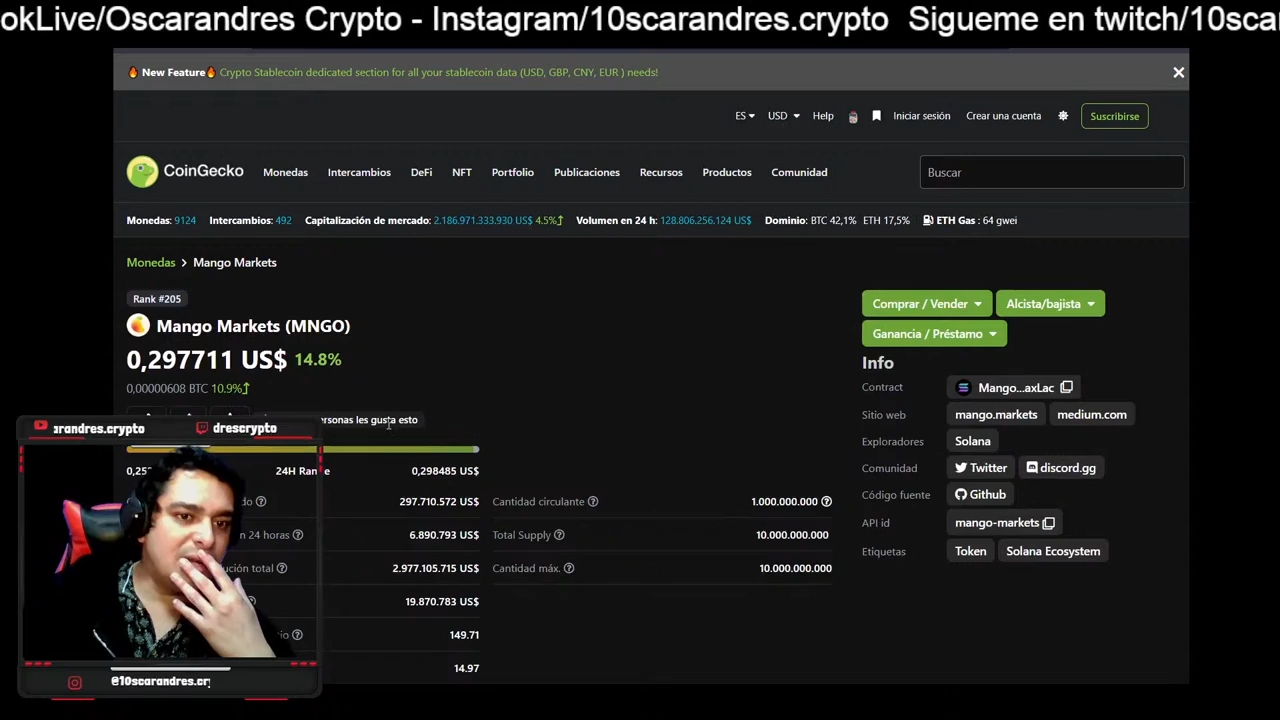 okLive/Oscarandres Crypto - Instagram/10scarandres.crypto Sigueme en twitch/10scar
New Feature Crypto Stablecoin dedicated section for all your stablecoin data (USD, GBP, CNY, EUR ) needs!
ES USD Help Iniciar sesión Crear una cuenta Suscribirse
CoinGecko Monedas Intercambios DeFi NFT Portfolio Publicaciones Recursos Productos Comunidad Buscar
Monedas: 9124 Intercambios: 492 Capitalización de mercado: 2.186.971.333.930 US$ 4.5% Volumen en 24 h: 128.806.256.124 US$ Dominio: BTC 42,1% ETH 17,5% ETH Gas : 64 gwei
Monedas > Mango Markets
Rank #205
Mango Markets (MNGO)
0,297711 US$ 14.8%
0,00000608 BTC 10.9%
Comprar / Vender Alcista/bajista
Ganancia / Préstamo
Info
Contract Mango...axLac
Sitio web mango.markets medium.com
Exploradores Solana
Comunidad Twitter discord.gg
Código fuente Github
API id mango-markets
Etiquetas Token Solana Ecosystem
rsonas les gusta esto
24H Range 0,298485 US$
297.710.572 US$ Cantidad circulante 1.000.000.000
n 24 horas 6.890.793 US$ Total Supply 10.000.000.000
ución total 2.977.105.715 US$ Cantidad máx. 10.000.000.000
19.870.783 US$
149.71
14.97
arandres.crypto drescrypto
@10scarandres.cr